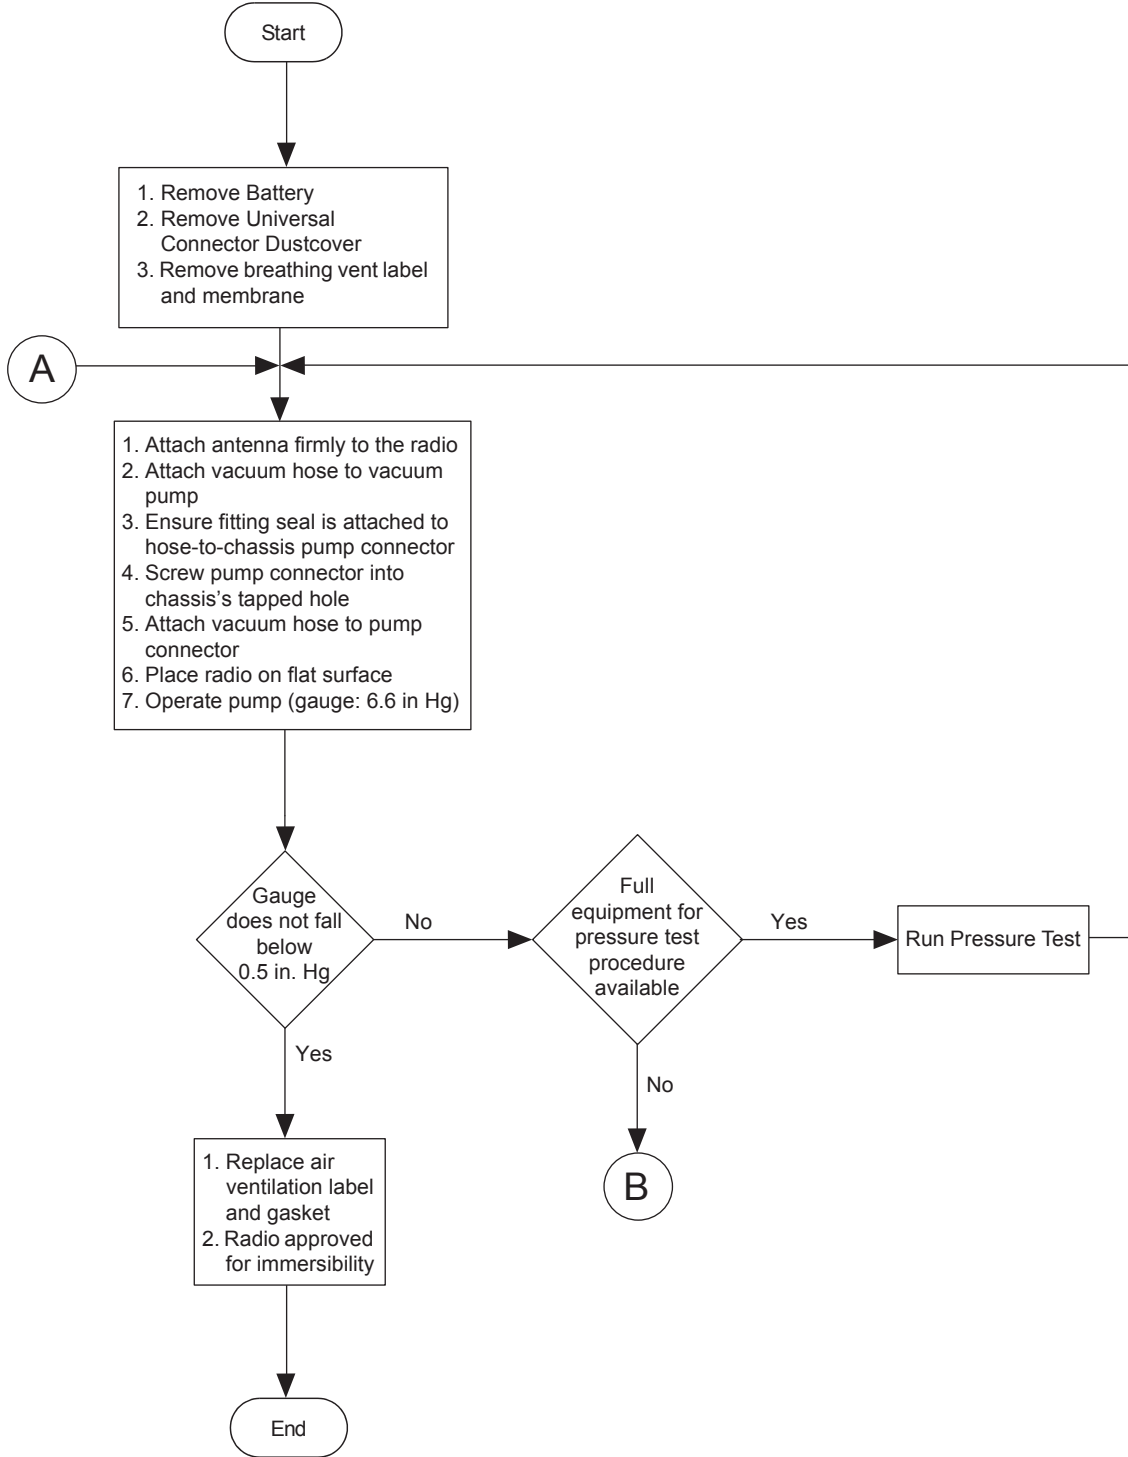 Start
1. Remove Battery
2. Remove Universal
Connector Dustcover
3. Remove breathing vent label
and membrane
A
1. Attach antenna firmly to the radio
2. Attach vacuum hose to vacuum
pump
3. Ensure fitting seal is attached to
hose-to-chassis pump connector
4. Screw pump connector into
chassis's tapped hole
5. Attach vacuum hose to pump
connector
6. Place radio on flat surface
7. Operate pump (gauge: 6.6 in Hg)
Gauge
does not fall
below
0.5 in. Hg
No
Full
equipment for
pressure test
procedure
available
Yes
Run Pressure Test
Yes
No
B
1. Replace air
ventilation label
and gasket
2. Radio approved
for immersibility
End